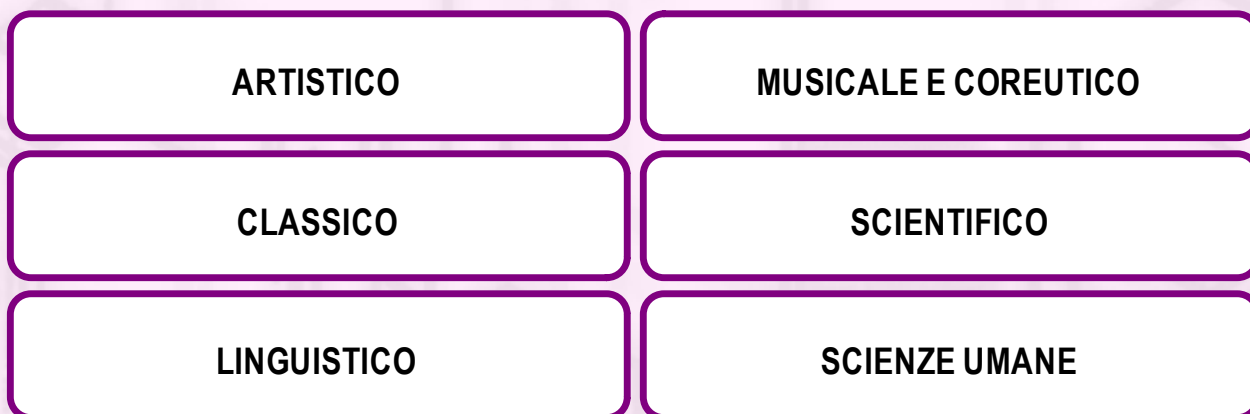 ARTISTICO
MUSICALE E COREUTICO
CLASSICO
SCIENTIFICO
LINGUISTICO
SCIENZE UMANE